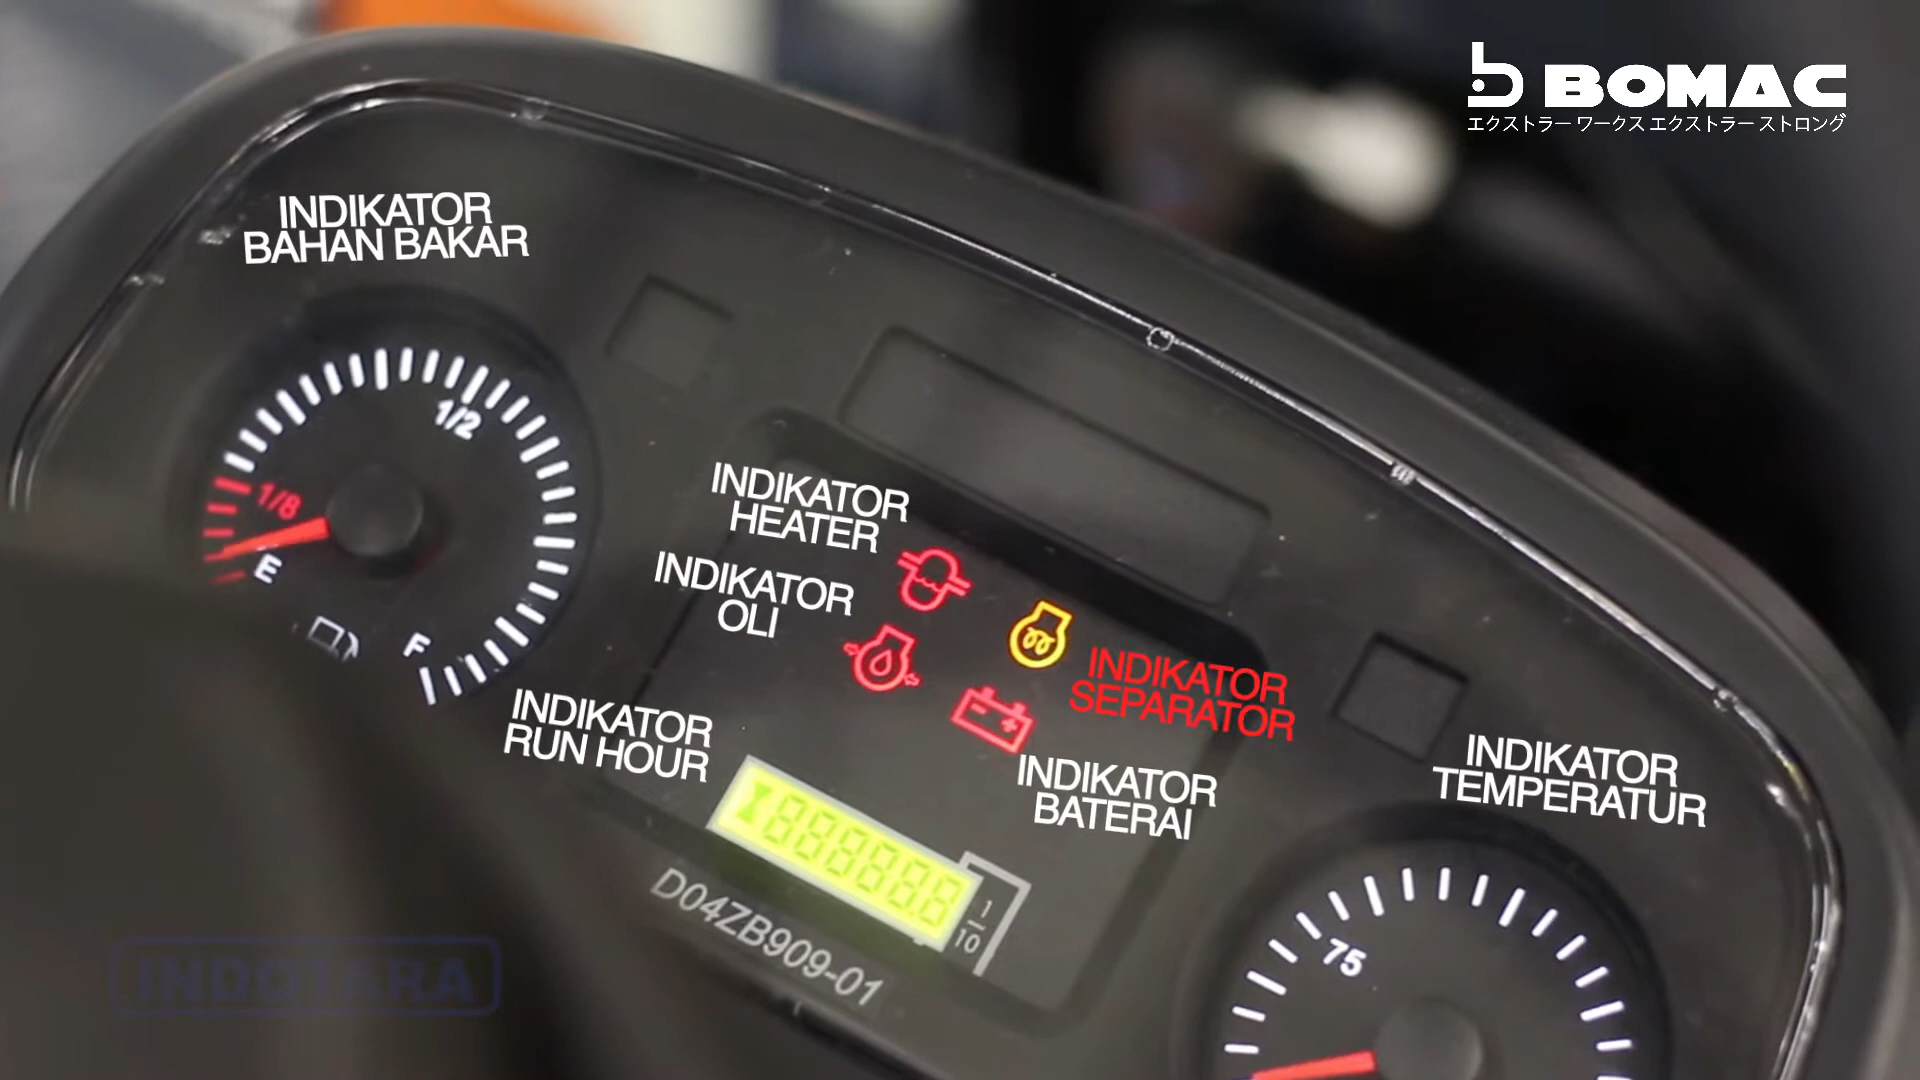 BOMAC
エクストラー ワークス エクストラー ストロング
INDIKATOR
BAHAN BAKAR
1/2
1/8
E
F
INDIKATOR
HEATER
INDIKATOR
OLI
INDIKATOR
SEPARATOR
INDIKATOR
RUN HOUR
INDIKATOR
BATERAI
INDIKATOR
TEMPERATUR
1
10
D04ZB909-01
75
INDOTARA